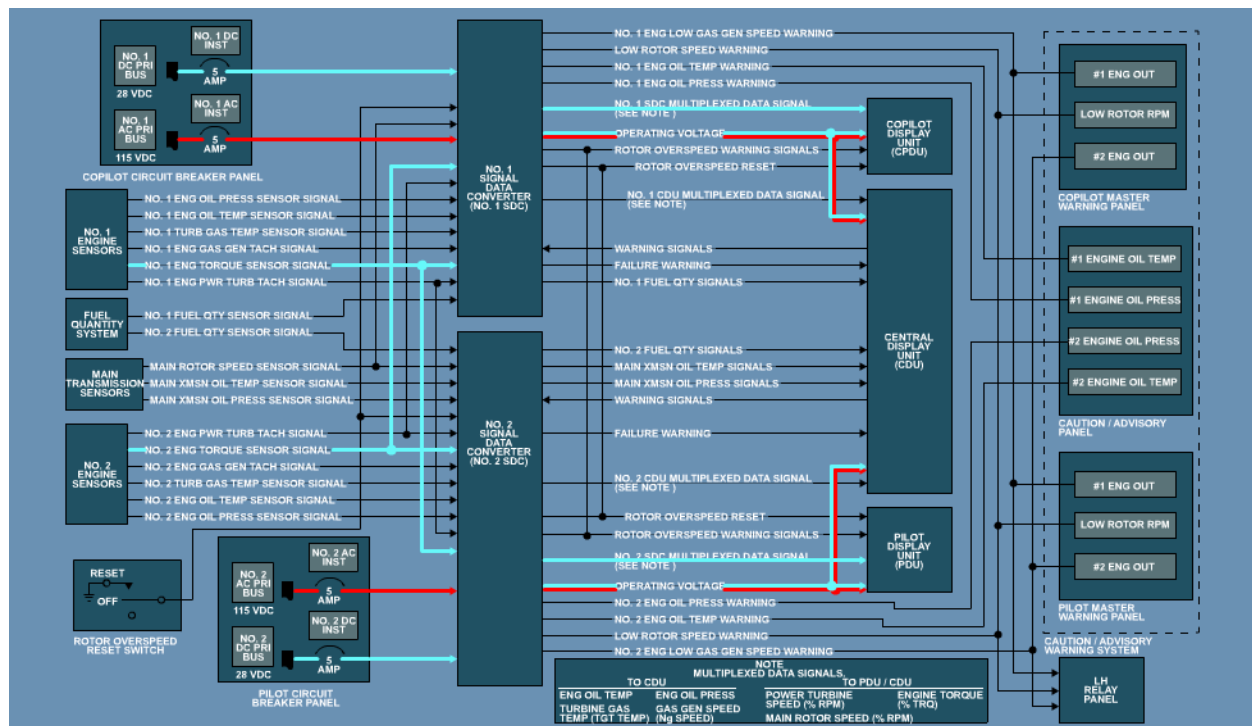 NO. 1 DC
INST
NO. 1
DC PRI
BUS
5
AMP
28 VDC
NO. 1 AC
INST
NO. 1
AC PRI
BUS
5
AMP
115 VDC
COPILOT CIRCUIT BREAKER PANEL
NO. 1
ENGINE
SENSORS
NO. 1 ENG OIL PRESS SENSOR SIGNAL
NO. 1 ENG OIL TEMP SENSOR SIGNAL
NO. 1 TURB GAS TEMP SENSOR SIGNAL
NO. 1 ENG GAS GEN TACH SIGNAL
NO. 1 ENG TORQUE SENSOR SIGNAL
NO. 1 ENG PWR TURB TACH SIGNAL
FUEL
QUANTITY
SYSTEM
NO. 1 FUEL QTY SENSOR SIGNAL
NO. 2 FUEL QTY SENSOR SIGNAL
MAIN
TRANSMISSION
SENSORS
MAIN ROTOR SPEED SENSOR SIGNAL
MAIN XMSN OIL TEMP SENSOR SIGNAL
MAIN XMSN OIL PRESS SENSOR SIGNAL
NO. 2
ENGINE
SENSORS
NO. 2 ENG PWR TURB TACH SIGNAL
NO. 2 ENG TORQUE SENSOR SIGNAL
NO. 2 ENG GAS GEN TACH SIGNAL
NO. 2 TURB GAS TEMP SENSOR SIGNAL
NO. 2 ENG OIL TEMP SENSOR SIGNAL
NO. 2 ENG OIL PRESS SENSOR SIGNAL
RESET
OFF
ROTOR OVERSPEED
RESET SWITCH
NO. 2 AC
INST
NO. 2
AC PRI
BUS
5
AMP
115 VDC
NO. 2 DC
INST
NO. 2
DC PRI
BUS
5
AMP
28 VDC
PILOT CIRCUIT
BREAKER PANEL
NO. 1
SIGNAL
DATA
CONVERTER
(NO. 1 SDC)
NO. 2
SIGNAL
DATA
CONVERTER
(NO. 2 SDC)
NO. 1 ENG LOW GAS GEN SPEED WARNING
LOW ROTOR SPEED WARNING
NO. 1 ENG OIL TEMP WARNING
NO. 1 ENG OIL PRESS WARNING
NO. 1 SDC MULTIPLEXED DATA SIGNAL
(SEE NOTE )
OPERATING VOLTAGE
ROTOR OVERSPEED WARNING SIGNALS
ROTOR OVERSPEED RESET
NO. 1 CDU MULTIPLEXED DATA SIGNAL
(SEE NOTE)
WARNING SIGNALS
FAILURE WARNING
NO. 1 FUEL QTY SIGNALS
NO. 2 FUEL QTY SIGNALS
MAIN XMSN OIL TEMP SIGNALS
MAIN XMSN OIL PRESS SIGNALS
WARNING SIGNALS
FAILURE WARNING
NO. 2 CDU MULTIPLEXED DATA SIGNAL
(SEE NOTE )
ROTOR OVERSPEED RESET
ROTOR OVERSPEED WARNING SIGNALS
NO. 2 SDC MULTIPLEXED DATA SIGNAL
(SEE NOTE )
OPERATING VOLTAGE
NO. 2 ENG OIL PRESS WARNING
NO. 2 ENG OIL TEMP WARNING
LOW ROTOR SPEED WARNING
NO. 2 ENG LOW GAS GEN SPEED WARNING
COPILOT
DISPLAY
UNIT
(CPDU)
CENTRAL
DISPLAY
UNIT
(CDU)
PILOT
DISPLAY
UNIT
(PDU)
#1 ENG OUT
LOW ROTOR RPM
#2 ENG OUT
COPILOT MASTER
WARNING PANEL
#1 ENGINE OIL TEMP
#1 ENGINE OIL PRESS
#2 ENGINE OIL PRESS
#2 ENGINE OIL TEMP
CAUTION / ADVISORY
PANEL
#1 ENG OUT
LOW ROTOR RPM
#2 ENG OUT
PILOT MASTER
WARNING PANEL
CAUTION / ADVISORY
WARNING SYSTEM
LH
RELAY
PANEL
NOTE
MULTIPLEXED DATA SIGNALS,
TO CDU TO PDU / CDU
ENG OIL TEMP ENG OIL PRESS POWER TURBINE ENGINE TORQUE
SPEED (% RPM) (% TRQ)
TURBINE GAS GAS GEN SPEED
TEMP (TGT TEMP) (Ng SPEED) MAIN ROTOR SPEED (% RPM)